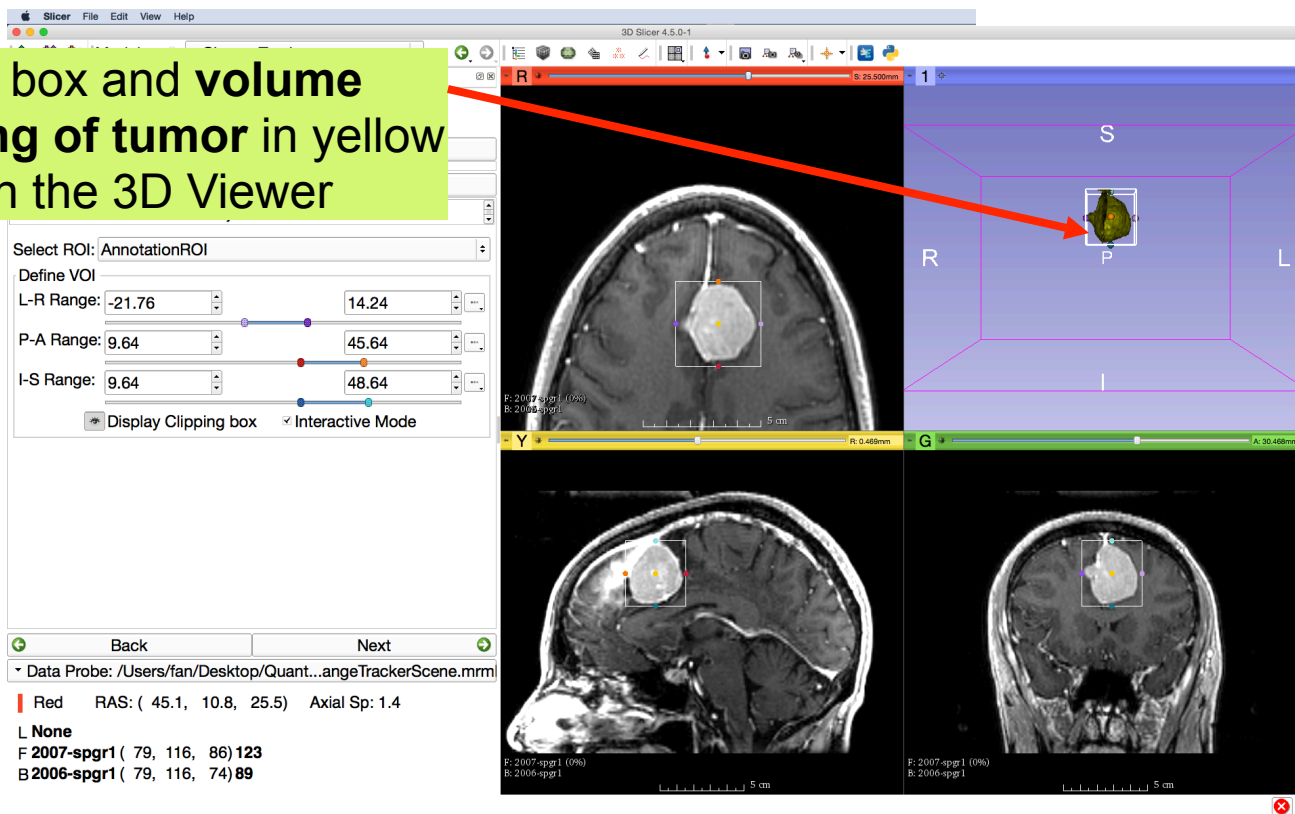 Slicer File Edit View Help
3D Slicer 4.5.0-1
box and volume
ng of tumor in yellow
n the 3D Viewer
Select ROI: AnnotationROI
Define VOI
L-R Range: -21.76 14.24
P-A Range: 9.64 45.64
I-S Range: 9.64 48.64
Display Clipping box Interactive Mode
Back Next
Data Probe: /Users/fan/Desktop/Quant...angeTrackerScene.mrml
Red RAS: ( 45.1, 10.8, 25.5) Axial Sp: 1.4
L None
F 2007-spgr1 ( 79, 116, 86) 123
B 2006-spgr1 ( 79, 116, 74) 89
R S: 25.500mm
F: 2007-spgr1 (0%)
B: 2006-spgr1
5 cm
1
S
R
P
L
I
Y R: 0.469mm
F: 2007-spgr1 (0%)
B: 2006-spgr1
5 cm
G A: 30.468mm
F: 2007-spgr1 (0%)
B: 2006-spgr1
5 cm